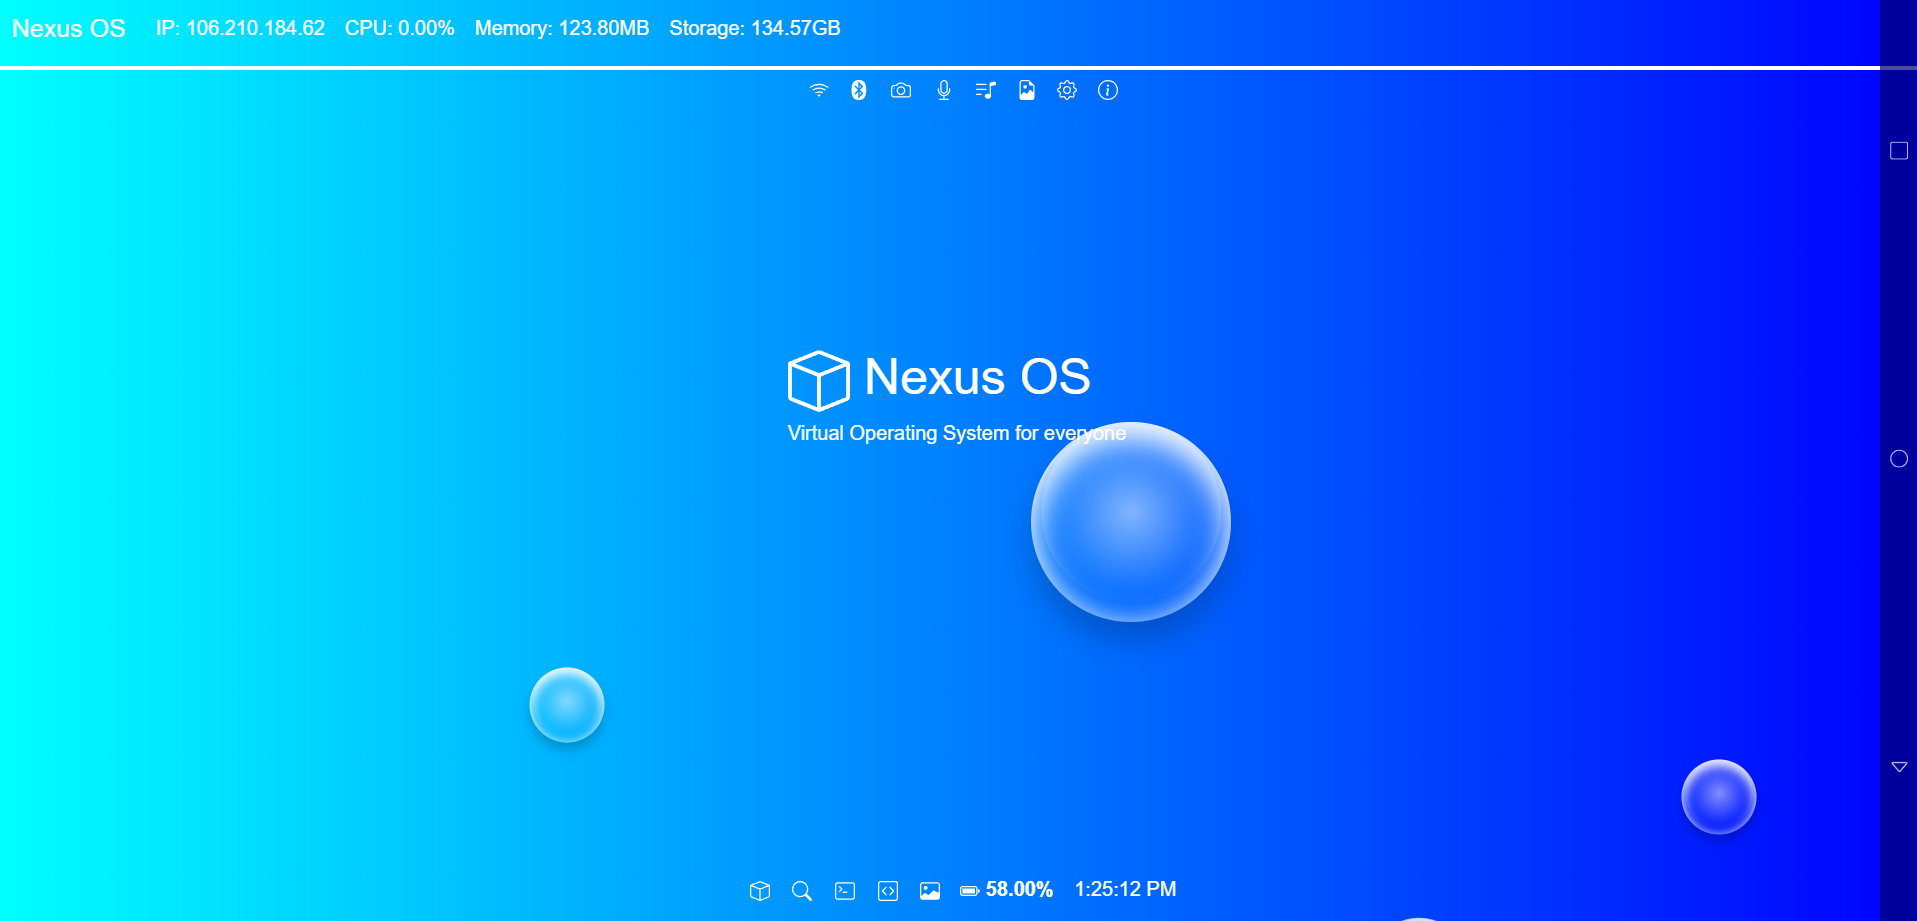 Nexus OS IP: 106.210.184.62 CPU: 0.00% Memory: 123.80MB Storage: 134.57GB
Nexus OS
Virtual Operating System for everyone
58.00% 1:25:12 PM